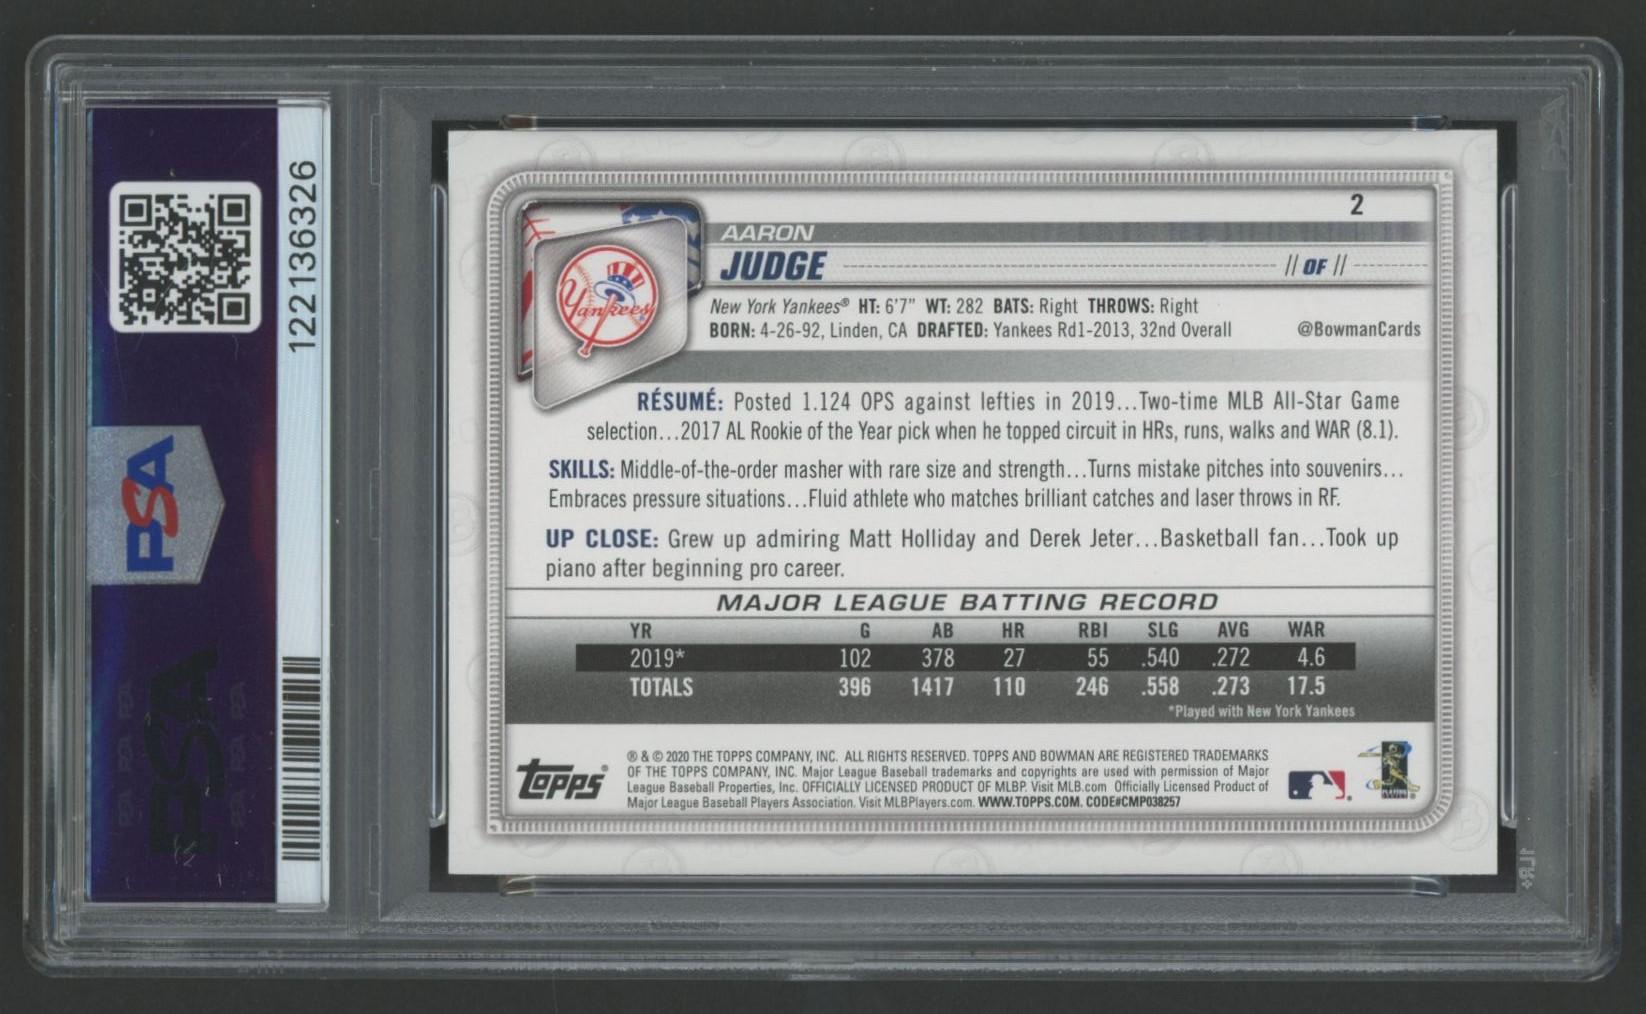 122136326
PSA
PSA
2
AARON
JUDGE // OF //
New York Yankees® HT: 6'7" WT: 282 BATS: Right THROWS: Right
BORN: 4-26-92, Linden, CA DRAFTED: Yankees Rd1-2013, 32nd Overall @BowmanCards
Yankees
RÉSUMÉ: Posted 1.124 OPS against lefties in 2019...Two-time MLB All-Star Game
selection...2017 AL Rookie of the Year pick when he topped circuit in HRs, runs, walks and WAR (8.1).
SKILLS: Middle-of-the-order masher with rare size and strength...Turns mistake pitches into souvenirs...
Embraces pressure situations...Fluid athlete who matches brilliant catches and laser throws in RF.
UP CLOSE: Grew up admiring Matt Holliday and Derek Jeter...Basketball fan...Took up
piano after beginning pro career.
MAJOR LEAGUE BATTING RECORD
YR G AB HR RBI SLG AVG WAR
2019* 102 378 27 55 .540 .272 4.6
TOTALS 396 1417 110 246 .558 .273 17.5
*Played with New York Yankees
topps®
® & © 2020 THE TOPPS COMPANY, INC. ALL RIGHTS RESERVED. TOPPS AND BOWMAN ARE REGISTERED TRADEMARKS
OF THE TOPPS COMPANY, INC. Major League Baseball trademarks and copyrights are used with permission of Major
League Baseball Properties, Inc. OFFICIALLY LICENSED PRODUCT OF MLBP. Visit MLB.com Officially Licensed Product of
Major League Baseball Players Association. Visit MLBPlayers.com. WWW.TOPPS.COM. CODE#CMP038257